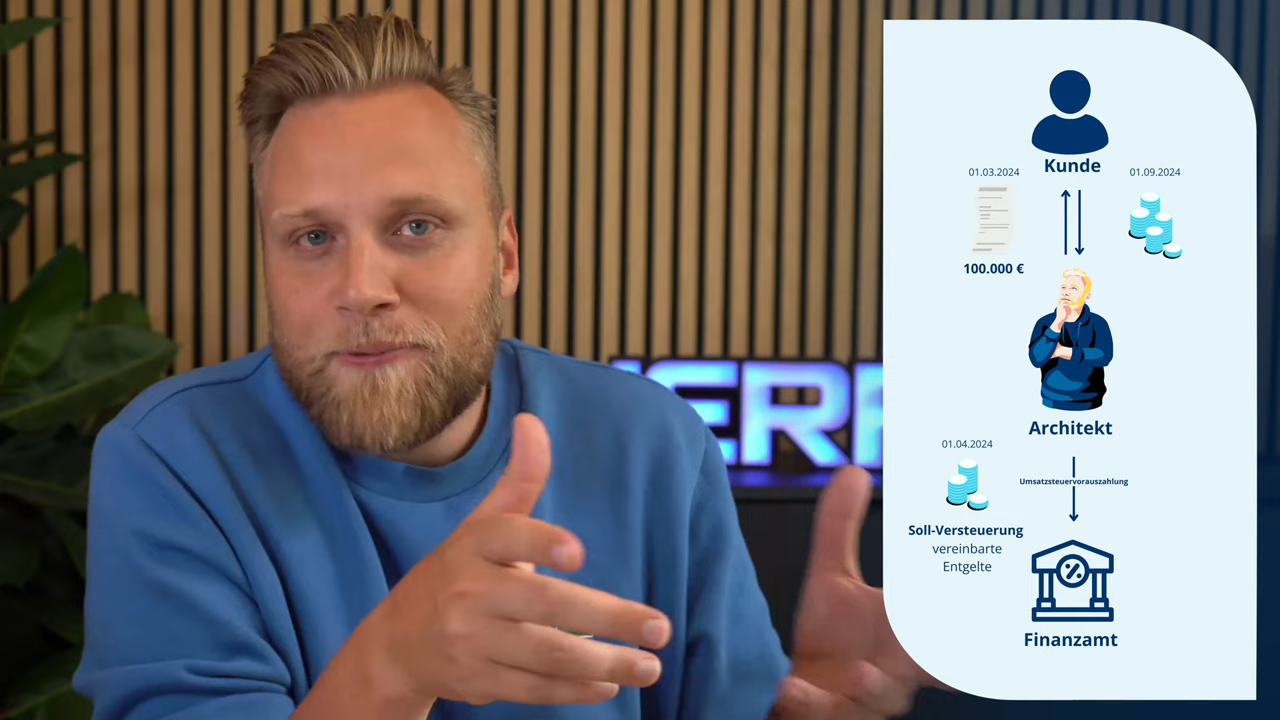 Kunde
01.03.2024
01.09.2024
100.000 €
Architekt
01.04.2024
Umsatzsteuervorauszahlung
Soll-Versteuerung
vereinbarte
Entgelte
Finanzamt